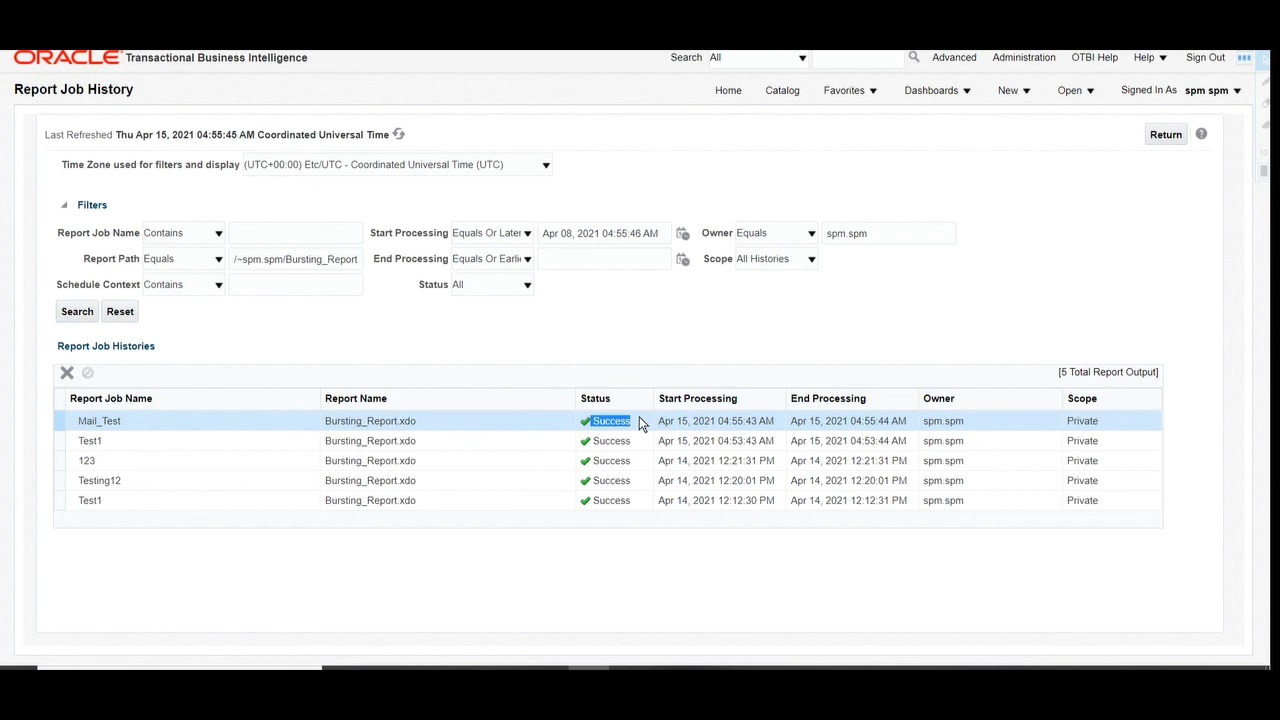 ORACLE Transactional Business Intelligence Search All Advanced Administration OTBI Help Help Sign Out
Report Job History Home Catalog Favorites Dashboards New Open Signed In As spm spm
Last Refreshed Thu Apr 15, 2021 04:55:45 AM Coordinated Universal Time Return
Time Zone used for filters and display (UTC+00:00) Etc/UTC - Coordinated Universal Time (UTC)
Filters
Report Job Name Contains Start Processing Equals Or Later Apr 08, 2021 04:55:46 AM Owner Equals spm.spm
Report Path Equals /~spm.spm/Bursting_Report End Processing Equals Or Earli Scope All Histories
Schedule Context Contains Status All
Search Reset
Report Job Histories
[5 Total Report Output]
Report Job Name Report Name Status Start Processing End Processing Owner Scope
Mail_Test Bursting_Report.xdo Success Apr 15, 2021 04:55:43 AM Apr 15, 2021 04:55:44 AM spm.spm Private
Test1 Bursting_Report.xdo Success Apr 15, 2021 04:53:43 AM Apr 15, 2021 04:53:44 AM spm.spm Private
123 Bursting_Report.xdo Success Apr 14, 2021 12:21:31 PM Apr 14, 2021 12:21:31 PM spm.spm Private
Testing12 Bursting_Report.xdo Success Apr 14, 2021 12:20:01 PM Apr 14, 2021 12:20:01 PM spm.spm Private
Test1 Bursting_Report.xdo Success Apr 14, 2021 12:12:30 PM Apr 14, 2021 12:12:31 PM spm.spm Private